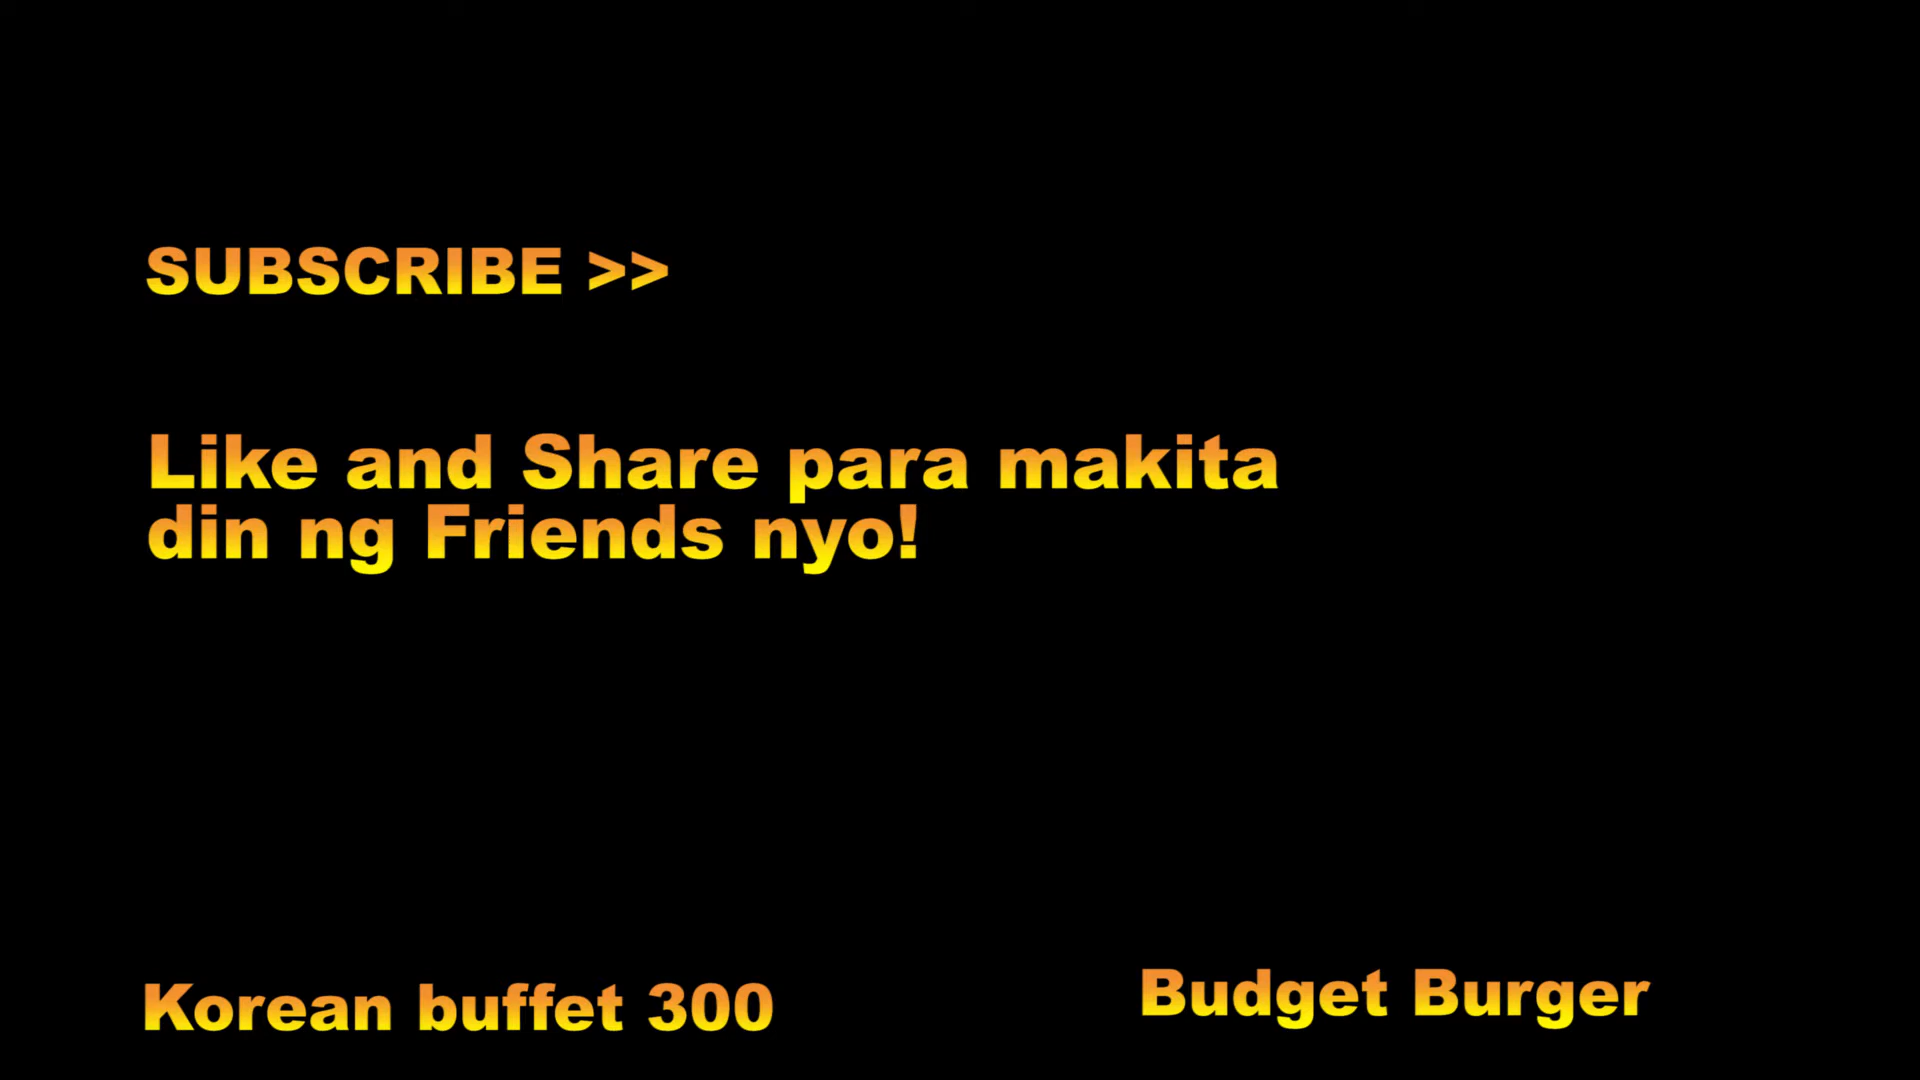 SUBSCRIBE >>
Like and Share para makita
din ng Friends nyo!
Korean buffet 300
Budget Burger